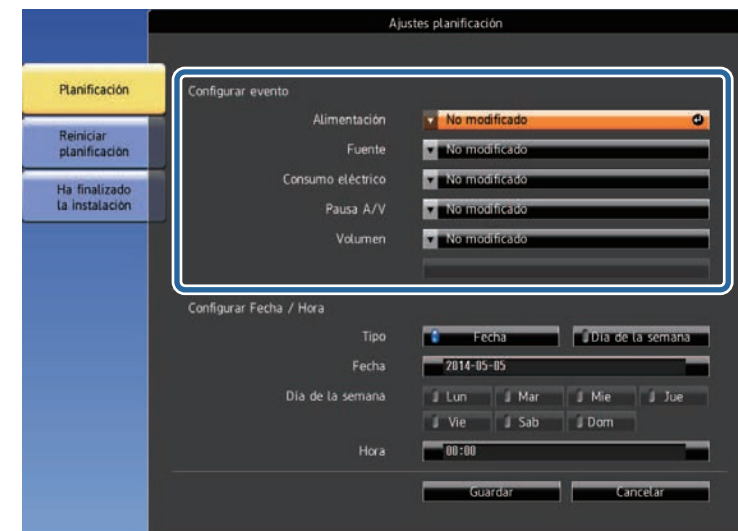 Ajustes planificación
Planificación
Reiniciar
planificación
Ha finalizado
la instalación
Configurar evento
Alimentación No modificado
Fuente No modificado
Consumo eléctrico No modificado
Pausa A/V No modificado
Volumen No modificado
Configurar Fecha / Hora
Tipo Fecha Día de la semana
Fecha 2014-05-05
Día de la semana Lun Mar Mie Jue
Vie Sab Dom
Hora 00:00
Guardar Cancelar